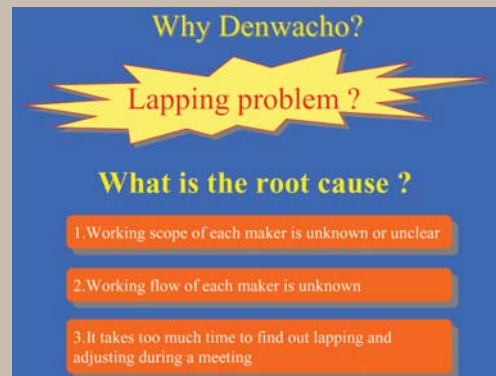 Why Denwacho?
Lapping problem ?
What is the root cause ?
1.Working scope of each maker is unknown or unclear
2.Working flow of each maker is unknown
3.It takes too much time to find out lapping and
adjusting during a meeting